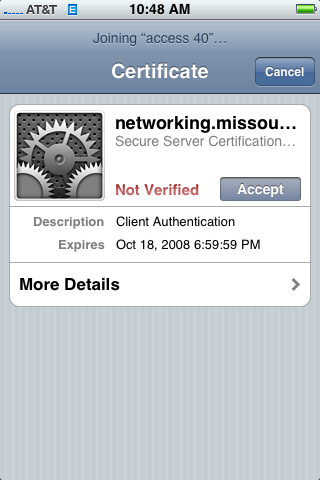 AT&T E 10:48 AM
Joining “access 40”...
Certificate
Cancel
networking.missou...
Secure Server Certification...
Not Verified
Accept
Description Client Authentication
Expires Oct 18, 2008 6:59:59 PM
More Details